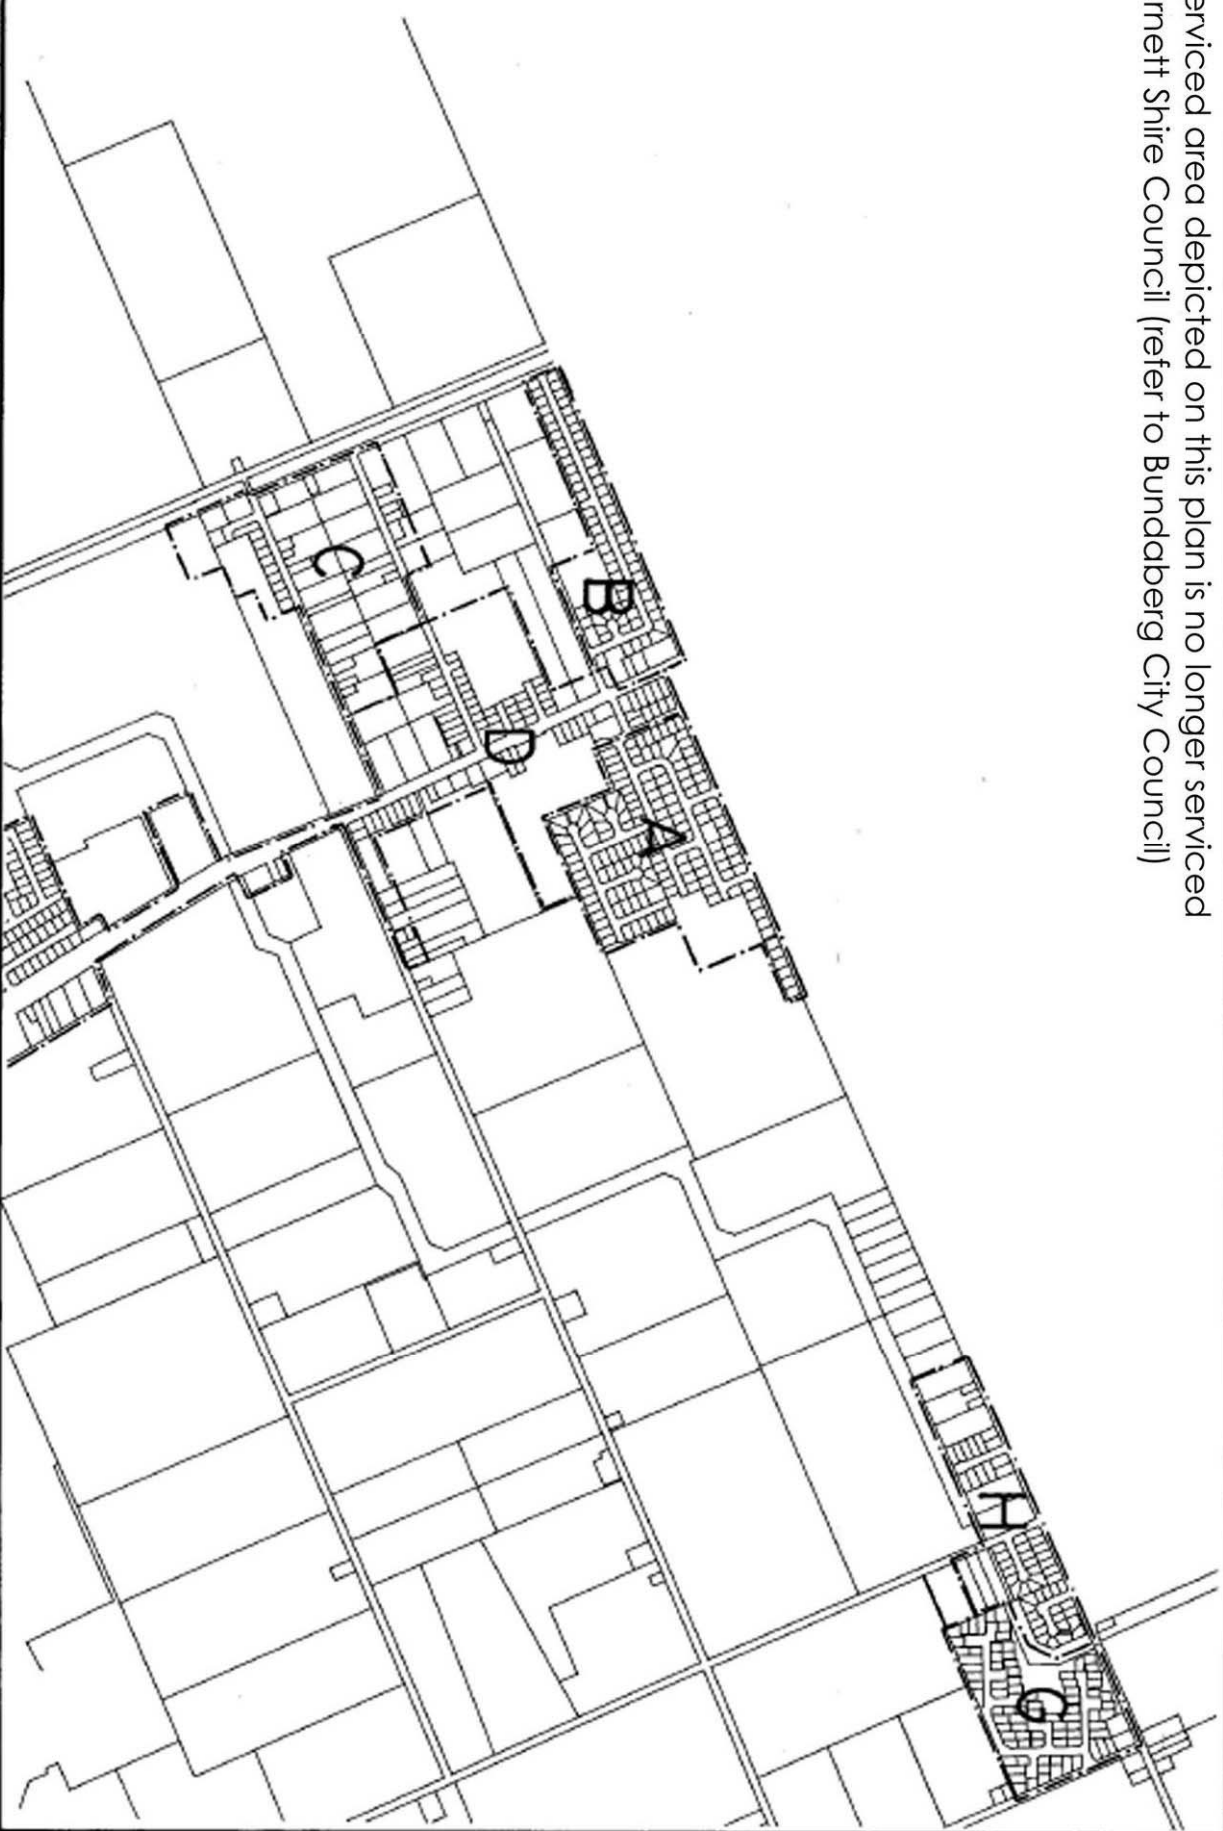 erviced area depicted on this plan is no longer serviced
rnett Shire Council (refer to Bundaberg City Council)
B
C
D
A
H
G